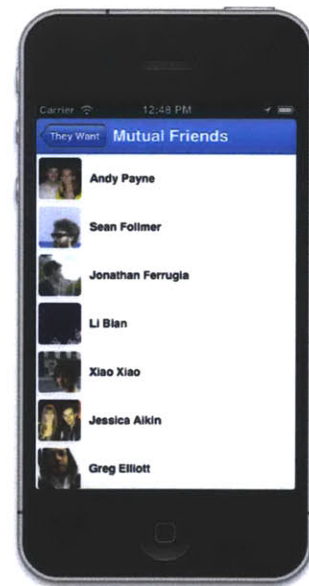 Carrier 12:48 PM
They Want Mutual Friends
Andy Payne
Sean Follmer
Jonathan Ferrugia
Li Bian
Xiao Xiao
Jessica Aikin
Greg Elliott